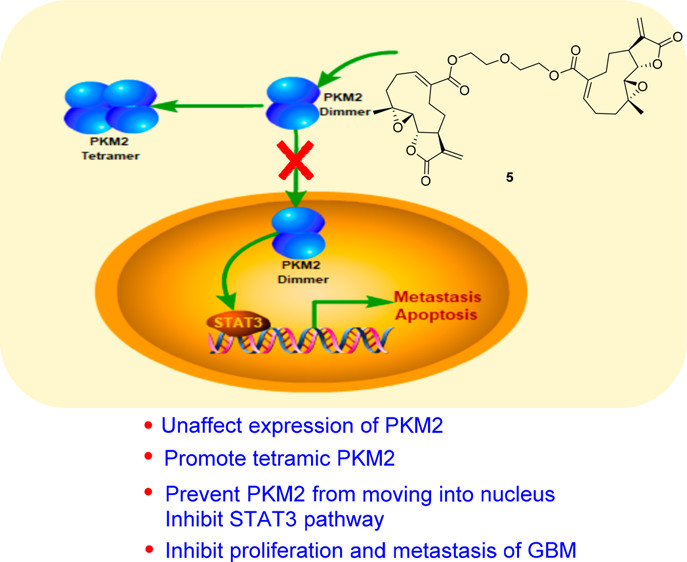 PKM2
Dimmer
PKM2
Tetramer
O
O
O
O
O
O
O
O
O
O
O
O
5
PKM2
Dimmer
STAT3
Metastasis
Apoptosis
• Unaffect expression of PKM2
• Promote tetramic PKM2
• Prevent PKM2 from moving into nucleus
Inhibit STAT3 pathway
• Inhibit proliferation and metastasis of GBM